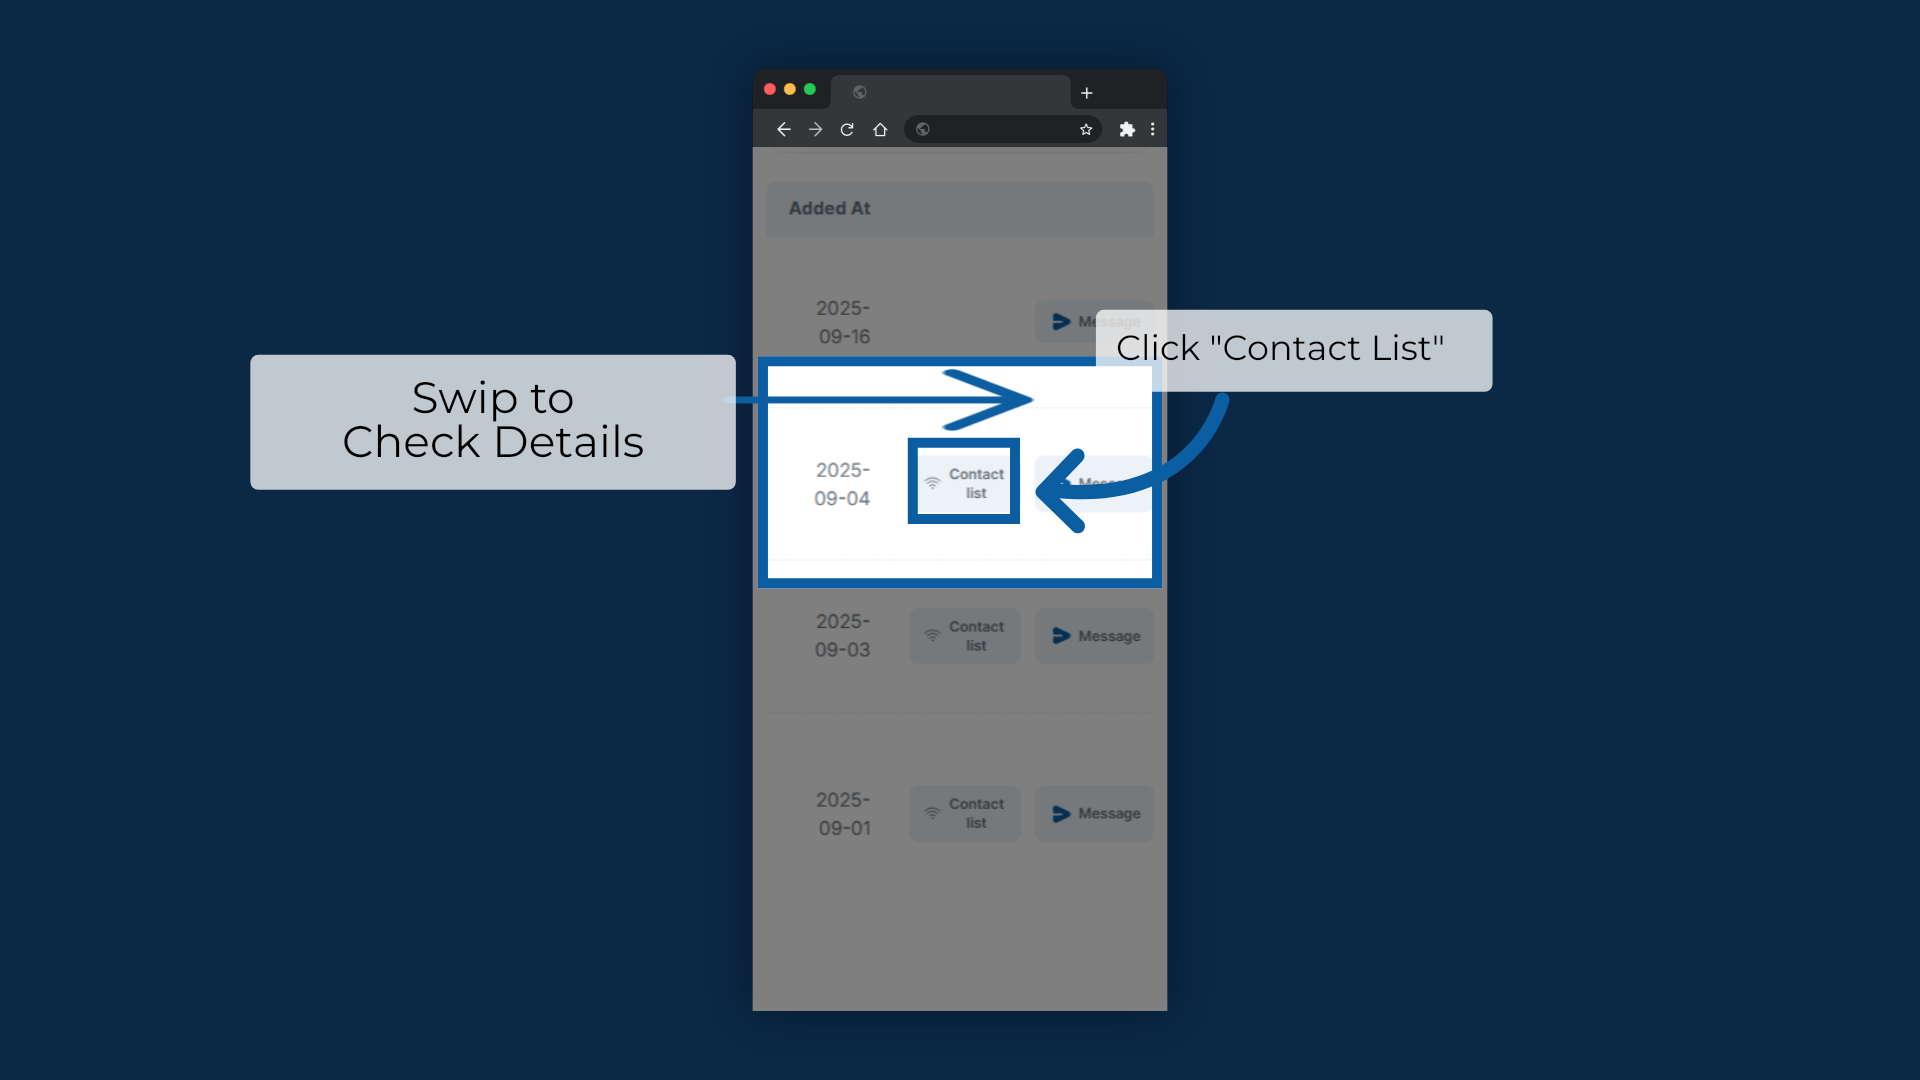 Added At
2025-
09-16
Message
Click "Contact List"
Swip to
Check Details
2025-
09-04
Contact
list
2025-
09-03
Contact
list
Message
2025-
09-01
Contact
list
Message